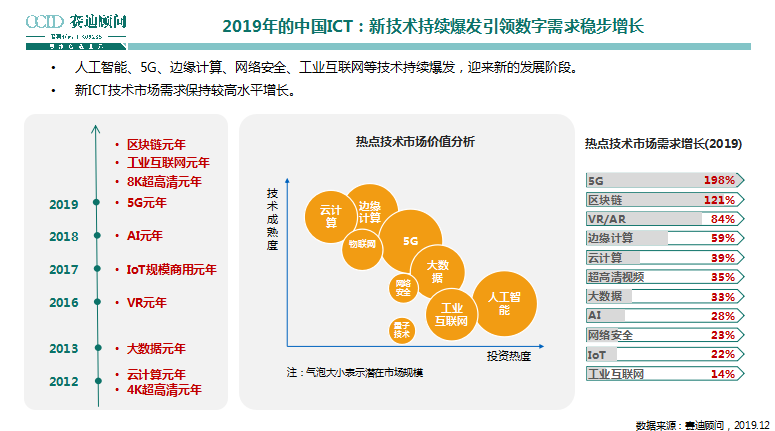 CCID 赛迪顾问
2019年的中国ICT：新技术持续爆发引领数字需求稳步增长
• 人工智能、5G、边缘计算、网络安全、工业互联网等技术持续爆发，迎来新的发展阶段。
• 新ICT技术市场需求保持较高水平增长。
• 区块链元年
• 工业互联网元年
• 8K超高清元年
2019 • 5G元年
2018 • AI元年
2017 • IoT规模商用元年
2016 • VR元年
2013 • 大数据元年
2012 • 云计算元年
• 4K超高清元年
热点技术市场价值分析
技术成熟度
云计
算
边缘
计算
物联网
5G
大数
据
网络
安全
人工智
能
工业
互联网
量子
技术
投资热度
注：气泡大小表示潜在市场规模
热点技术市场需求增长(2019)
5G 198%
区块链 121%
VR/AR 84%
边缘计算 59%
云计算 39%
超高清视频 35%
大数据 33%
AI 28%
网络安全 23%
IoT 22%
工业互联网 14%
数据来源：赛迪顾问，2019.12